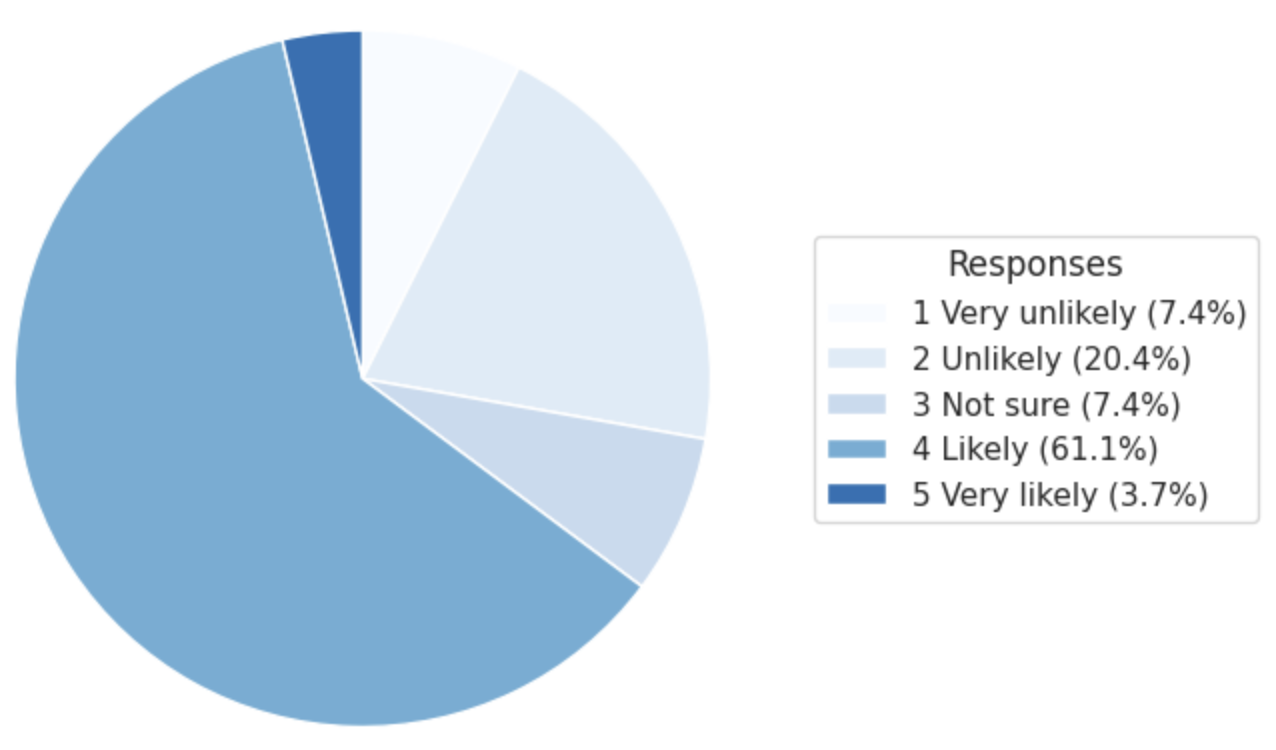 Responses
1 Very unlikely (7.4%)
2 Unlikely (20.4%)
3 Not sure (7.4%)
4 Likely (61.1%)
5 Very likely (3.7%)